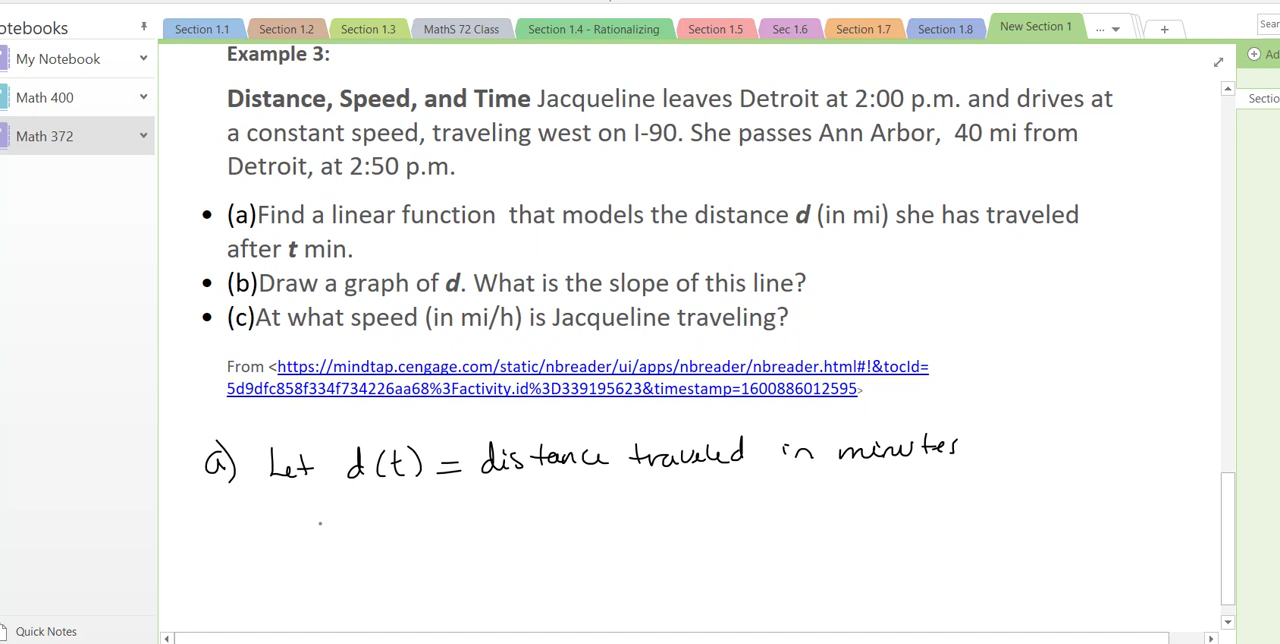 otebooks
Section 1.1
Section 1.2
Section 1.3
MathS 72 Class
Section 1.4 - Rationalizing
Section 1.5
Sec 1.6
Section 1.7
Section 1.8
New Section 1
...
+
Sear
My Notebook
Math 400
Math 372
Ad
Sectio
Example 3:
Distance, Speed, and Time Jacqueline leaves Detroit at 2:00 p.m. and drives at
a constant speed, traveling west on I-90. She passes Ann Arbor, 40 mi from
Detroit, at 2:50 p.m.
• (a)Find a linear function that models the distance d (in mi) she has traveled
after t min.
• (b)Draw a graph of d. What is the slope of this line?
• (c)At what speed (in mi/h) is Jacqueline traveling?
From <https://mindtap.cengage.com/static/nbreader/ui/apps/nbreader/nbreader.html#!&tocId=
5d9dfc858f334f734226aa68%3Factivity.id%3D339195623&timestamp=1600886012595>
a) Let d(t) = distance traveled in minutes
Quick Notes